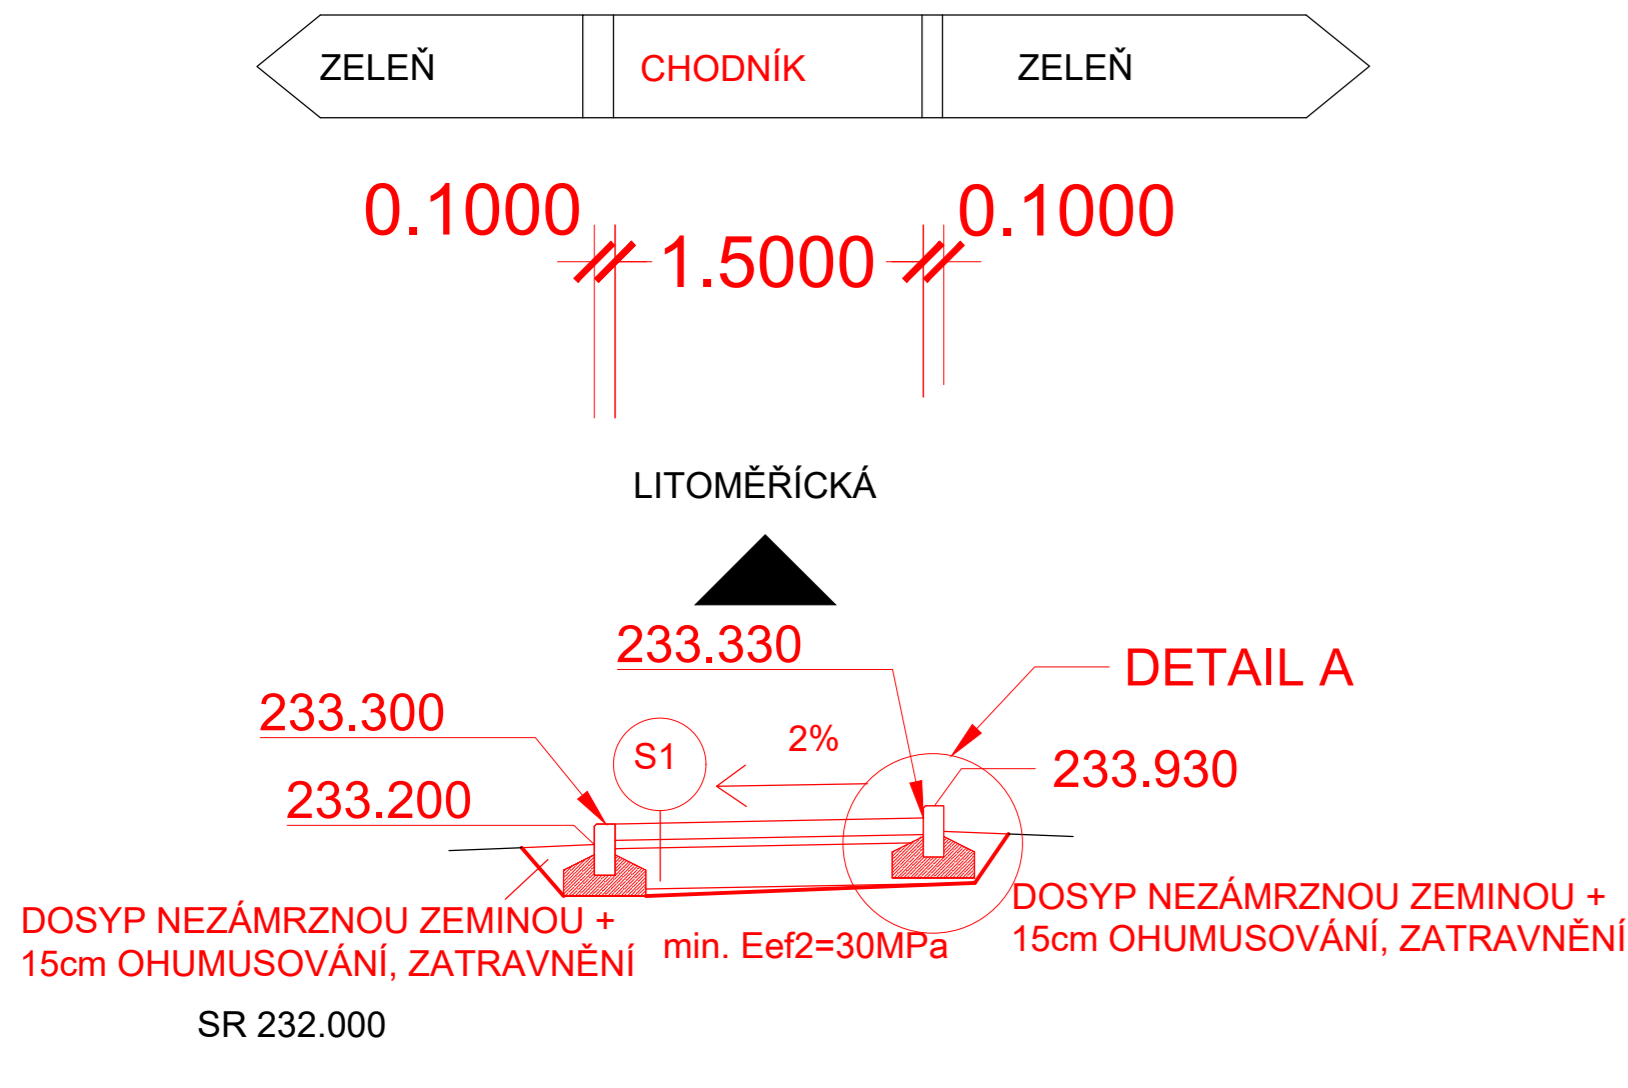 ZELEŇ
CHODNÍK
ZELEŇ
0.1000
1.5000
0.1000
LITOMĚŘÍCKÁ
233.330
DETAIL A
233.300
S1
2%
233.930
233.200
DOSYP NEZÁMRZNOU ZEMINOU +
15cm OHUMUSOVÁNÍ, ZATRAVNĚNÍ
min. Eef2=30MPa
DOSYP NEZÁMRZNOU ZEMINOU +
15cm OHUMUSOVÁNÍ, ZATRAVNĚNÍ
SR 232.000